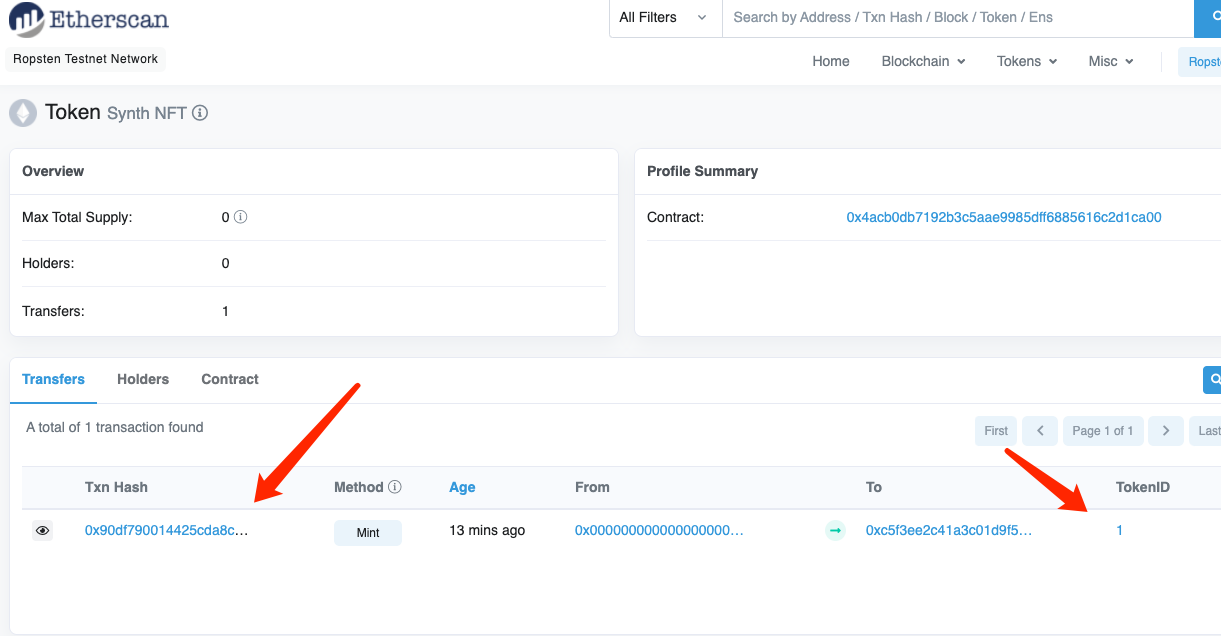 Etherscan
All Filters
Search by Address / Txn Hash / Block / Token / Ens
Ropsten Testnet Network
Home Blockchain Tokens Misc
Token Synth NFT
Overview
Max Total Supply: 0
Holders: 0
Transfers: 1
Profile Summary
Contract: 0x4acb0db7192b3c5aae9985dff6885616c2d1ca00
Transfers Holders Contract
A total of 1 transaction found
First Page 1 of 1 Last
Txn Hash Method Age From To TokenID
0x90df790014425cda8c... Mint 13 mins ago 0x000000000000000000... 0xc5f3ee2c41a3c01d9f5... 1